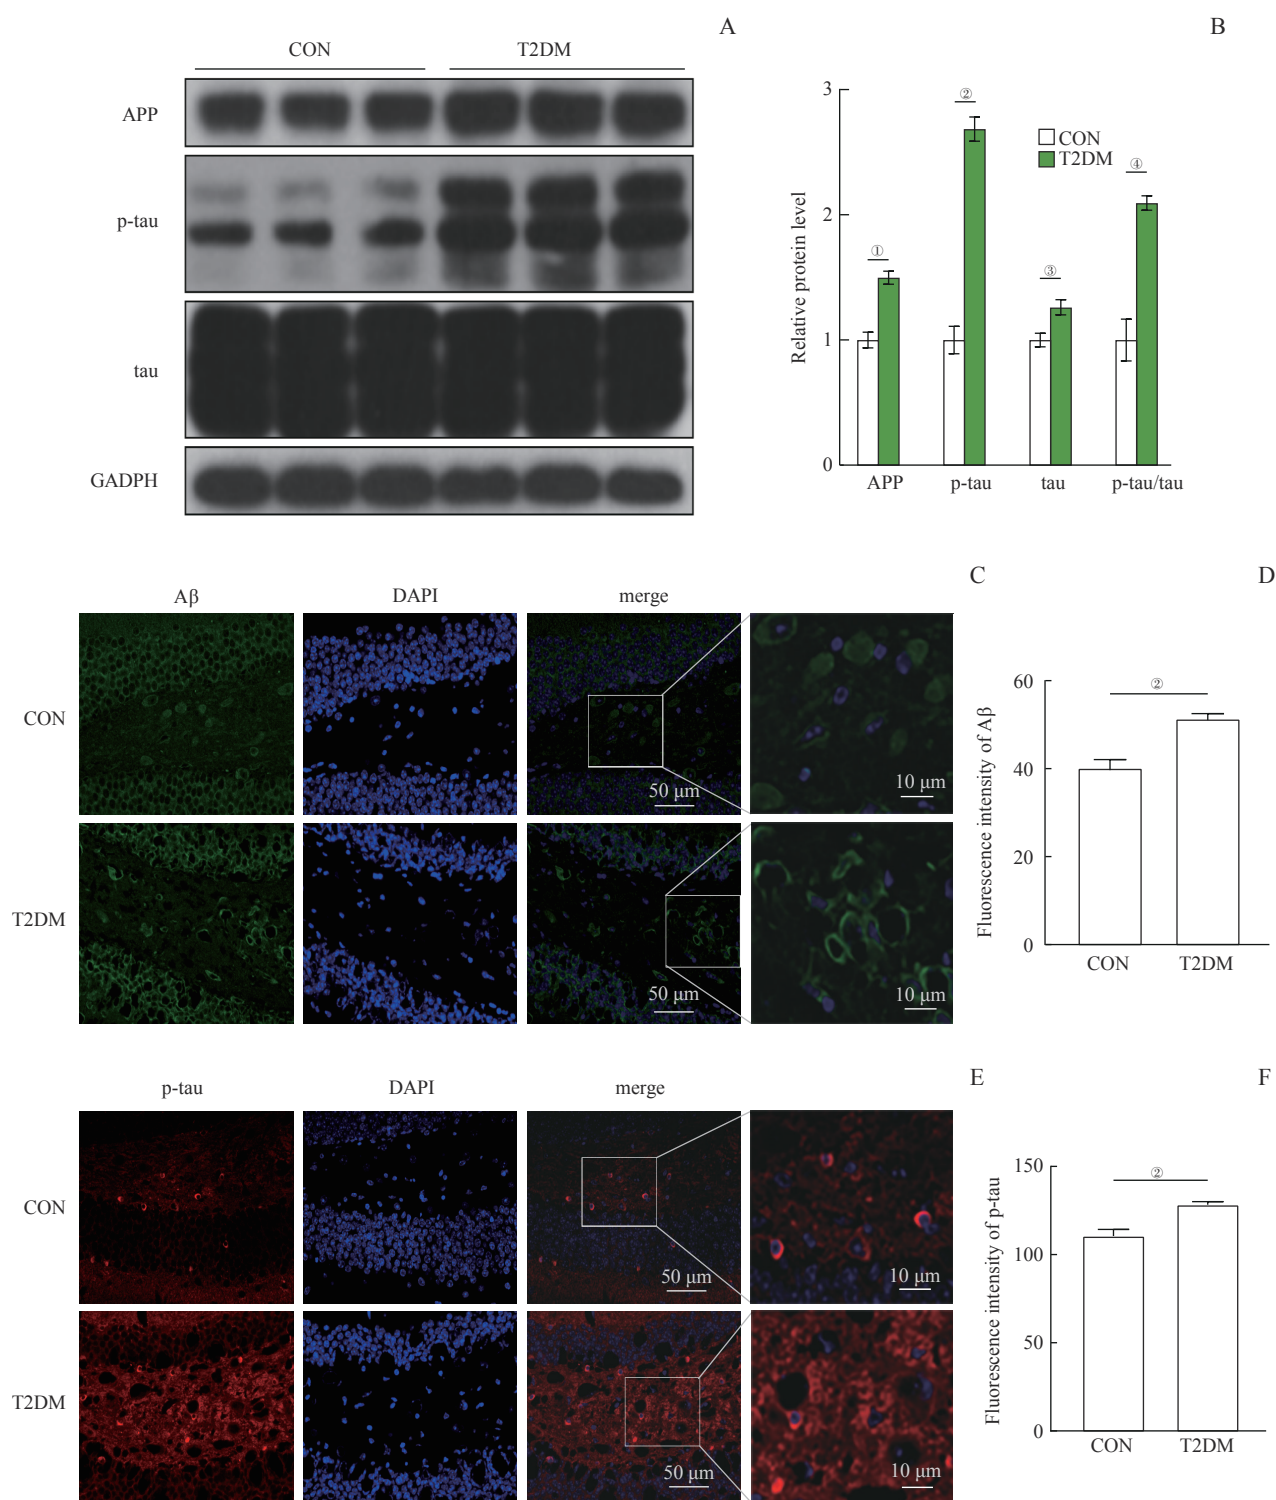 A
CON T2DM
APP
p-tau
tau
GADPH
B
Relative protein level
3
2
1
0
①
②
③
④
CON
T2DM
APP p-tau tau p-tau/tau
C
Aβ DAPI merge
CON
50 μm 10 μm
T2DM
50 μm 10 μm
D
Fluorescence intensity of Aβ
60
40
20
0
②
CON T2DM
E
p-tau DAPI merge
CON
50 μm 10 μm
T2DM
50 μm 10 μm
F
Fluorescence intensity of p-tau
150
100
50
0
②
CON T2DM